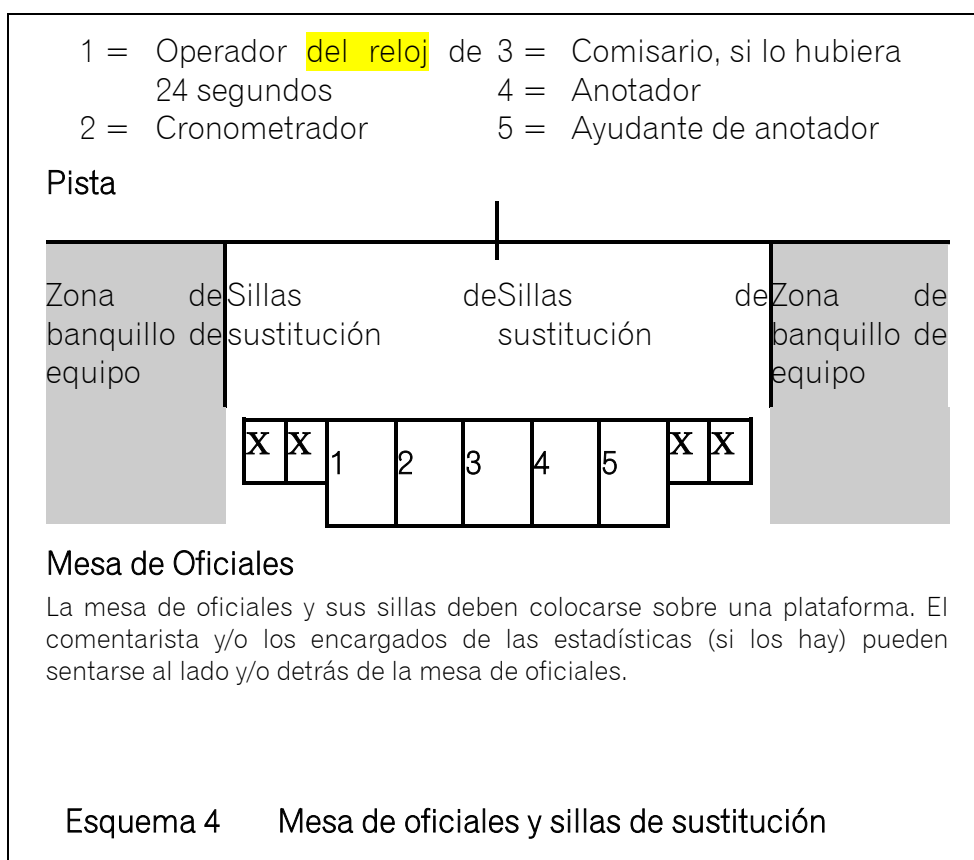 1 = Operador del reloj de 24 segundos
2 = Cronometrador
3 = Comisario, si lo hubiera
4 = Anotador
5 = Ayudante de anotador
Pista
Zona de
banquillo de
equipo
Sillas de
sustitución
Sillas de
sustitución
Zona de
banquillo de
equipo
X X 1 2 3 4 5 X X
Mesa de Oficiales
La mesa de oficiales y sus sillas deben colocarse sobre una plataforma. El
comentarista y/o los encargados de las estadísticas (si los hay) pueden
sentarse al lado y/o detrás de la mesa de oficiales.
Esquema 4 Mesa de oficiales y sillas de sustitución